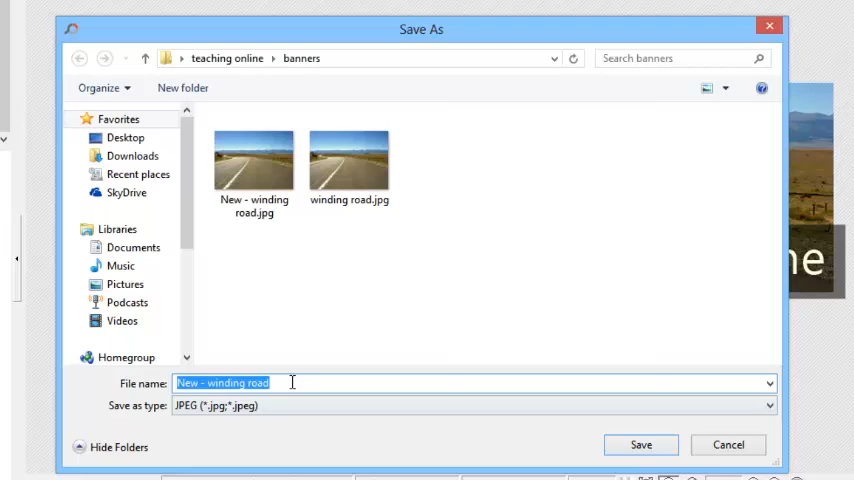 Save As
teaching online
banners
Search banners
Organize
New folder
Favorites
Desktop
Downloads
Recent places
SkyDrive
Libraries
Documents
Music
Pictures
Podcasts
Videos
Homegroup
New - winding
road.jpg
winding road.jpg
ne
File name: New - winding road
Save as type: JPEG (*.jpg;*.jpeg)
Hide Folders
Save
Cancel